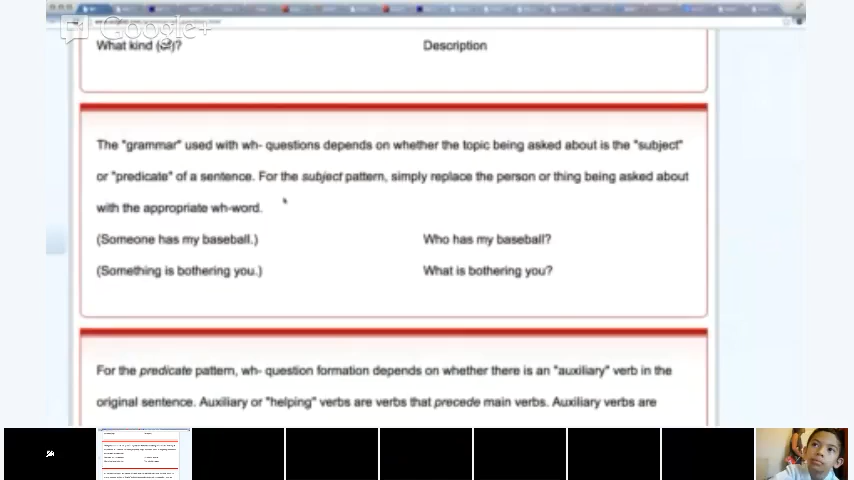 Google+
What kind (of)? Description
The "grammar" used with wh- questions depends on whether the topic being asked about is the "subject"
or "predicate" of a sentence. For the subject pattern, simply replace the person or thing being asked about
with the appropriate wh-word.
(Someone has my baseball.) Who has my baseball?
(Something is bothering you.) What is bothering you?
For the predicate pattern, wh- question formation depends on whether there is an "auxiliary" verb in the
original sentence. Auxiliary or "helping" verbs are verbs that precede main verbs. Auxiliary verbs are